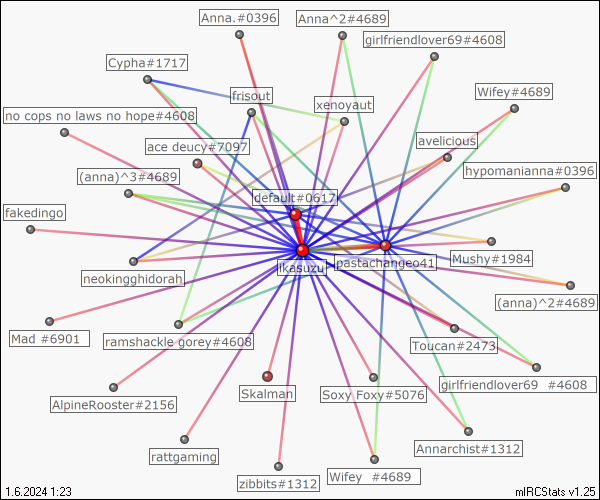 Anna.#0396
Anna^2#4689
girlfriendlover69#4608
Cypha#1717
frisout
Wifey#4689
xenoyaut
no cops no laws no hope#4608
ace deucy#7097
avelicious
(anna)^3#4689
hypomanianna#0396
default#0617
fakedingo
ikasuzu
pastachangeo41
Mushy#1984
neokingghidorah
(anna)^2#4689
Mad #6901
ramshackle gorey#4608
Toucan#2473
Skalman
Soxy Foxy#5076
girlfriendlover69 #4608
AlpineRooster#2156
Annarchist#1312
rattgaming
zibbits#1312
Wifey #4689
1.6.2024 1:23
mIRCStats v1.25